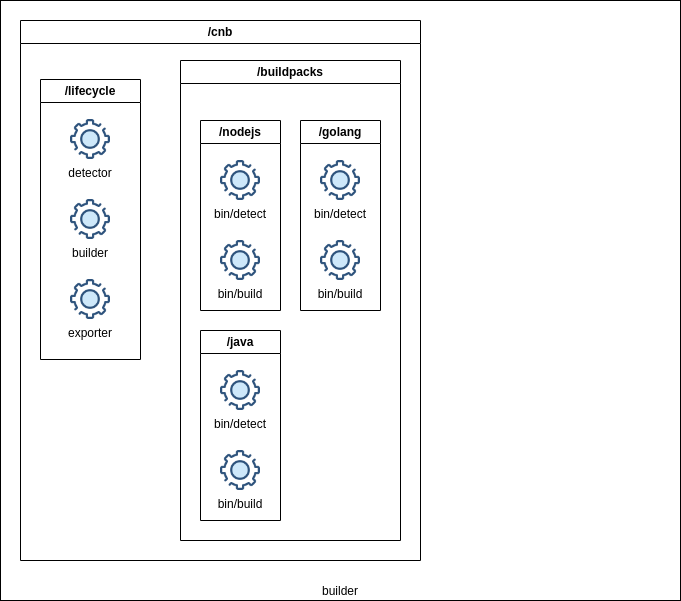 /cnb
/lifecycle
detector
builder
exporter
/buildpacks
/nodejs
bin/detect
bin/build
/golang
bin/detect
bin/build
/java
bin/detect
bin/build
builder